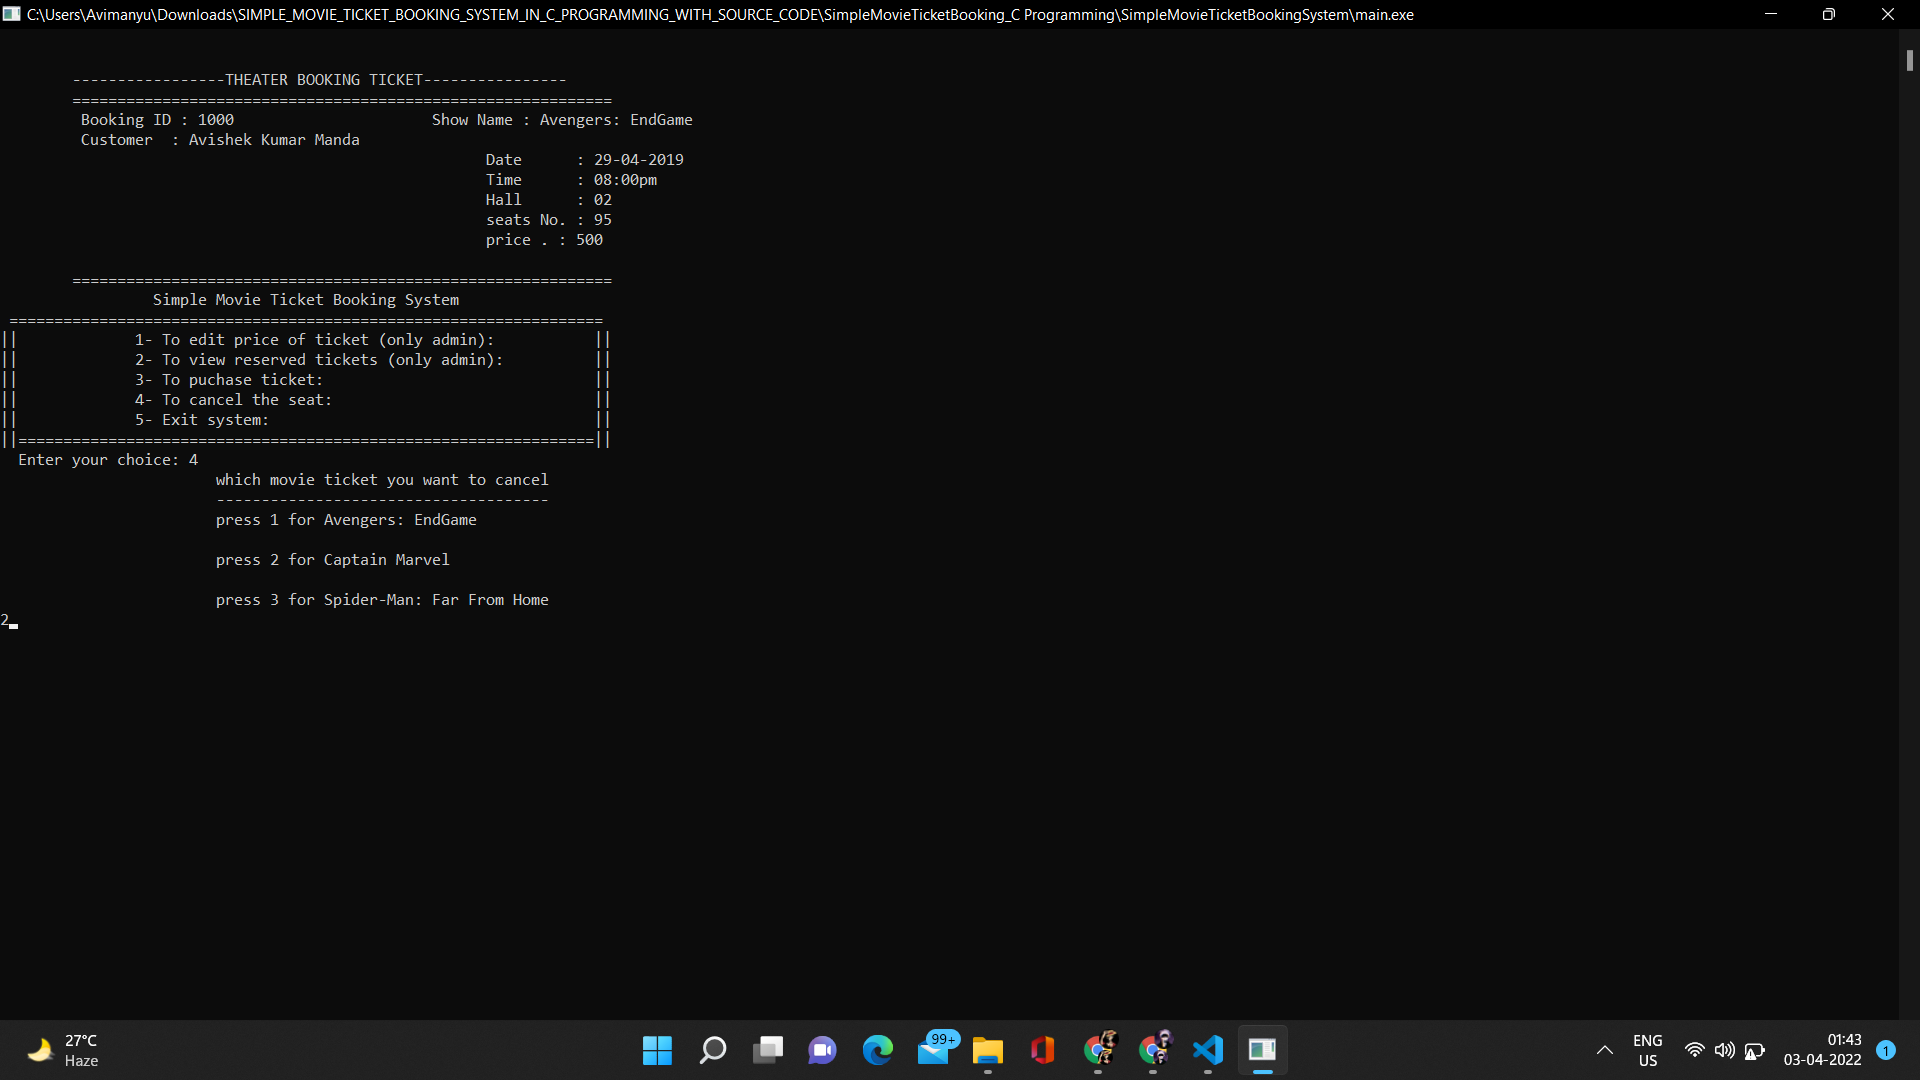 C:\Users\Avimanyu\Downloads\SIMPLE_MOVIE_TICKET_BOOKING_SYSTEM_IN_C_PROGRAMMING_WITH_SOURCE_CODE\SimpleMovieTicketBooking_C Programming\SimpleMovieTicketBookingSystem\main.exe
-----------------THEATER BOOKING TICKET----------------
============================================================
Booking ID : 1000 Show Name : Avengers: EndGame
Customer : Avishek Kumar Manda
Date : 29-04-2019
Time : 08:00pm
Hall : 02
seats No. : 95
price . : 500
============================================================
Simple Movie Ticket Booking System
==================================================================
|| 1- To edit price of ticket (only admin): ||
|| 2- To view reserved tickets (only admin): ||
|| 3- To puchase ticket: ||
|| 4- To cancel the seat: ||
|| 5- Exit system: ||
||================================================================||
Enter your choice: 4
which movie ticket you want to cancel
-------------------------------------
press 1 for Avengers: EndGame
press 2 for Captain Marvel
press 3 for Spider-Man: Far From Home
2
27°C
Haze
99+
ENG
US
01:43
03-04-2022
1